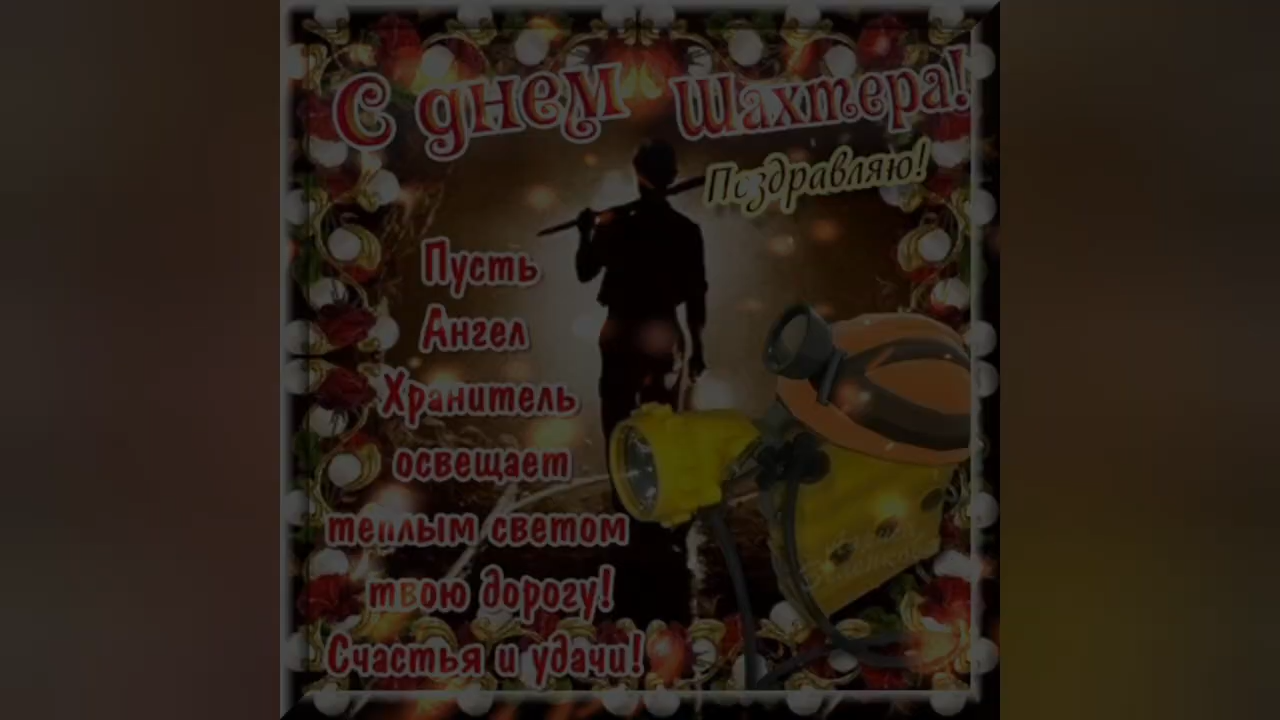 С днем Шахтера!
Поздравляю!
Пусть
Ангел
Хранитель
освещает
теплым светом
твою дорогу!
Счастья и удачи!